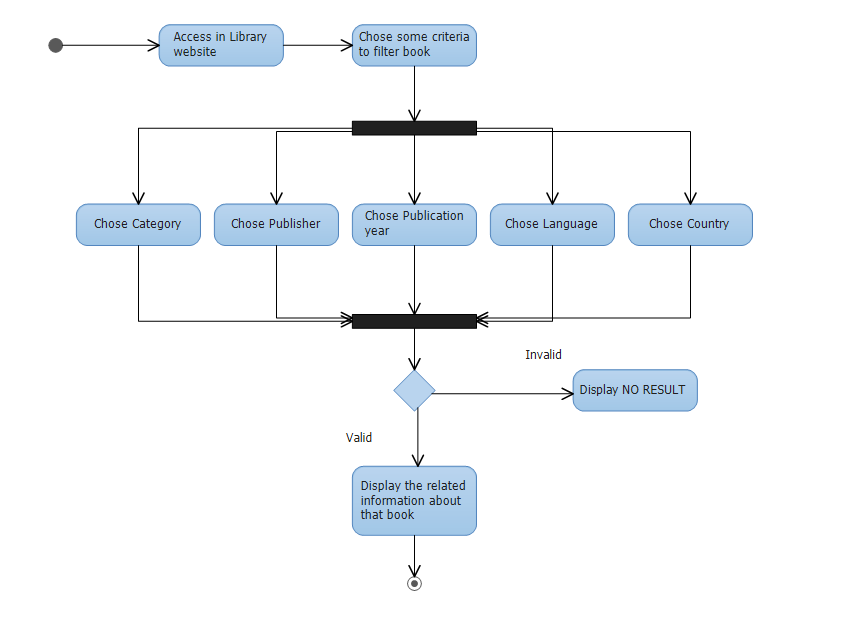 Access in Library
website
Chose some criteria
to filter book
Chose Category
Chose Publisher
Chose Publication
year
Chose Language
Chose Country
Invalid
Display NO RESULT
Valid
Display the related
information about
that book